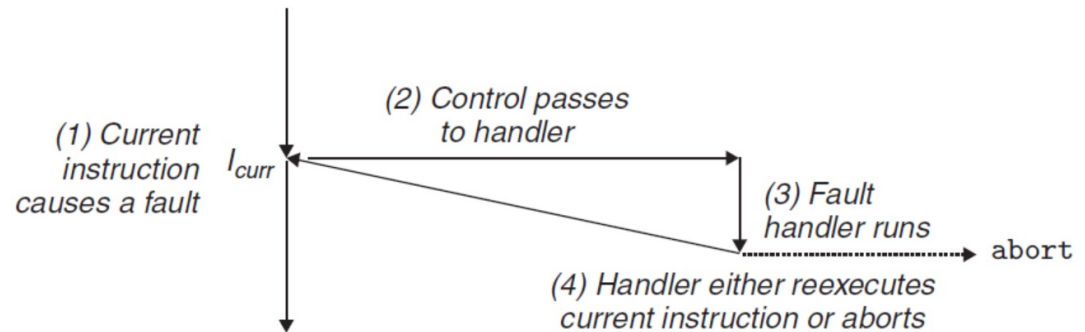 (2) Control passes
to handler
(1) Current
instruction
causes a fault
I_curr
(3) Fault
handler runs
abort
(4) Handler either reexecutes
current instruction or aborts